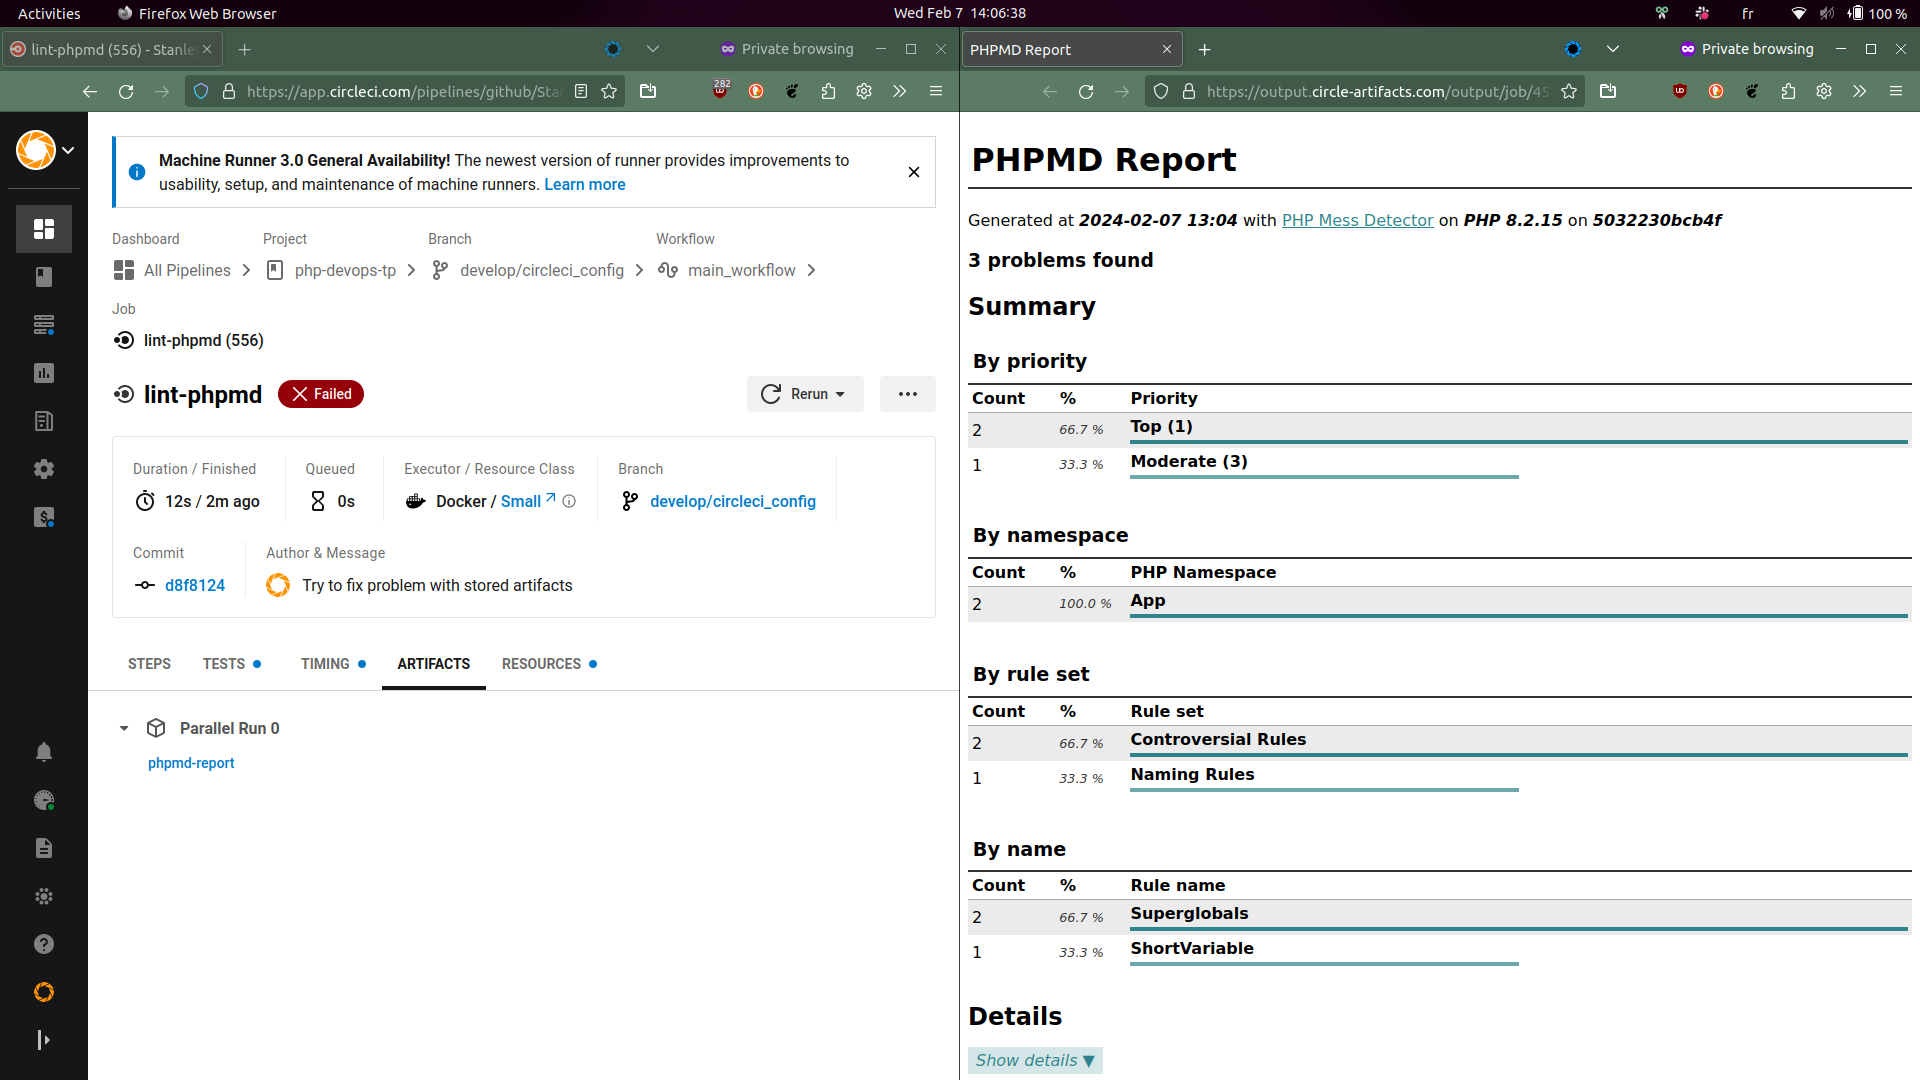 Activities
Firefox Web Browser
Wed Feb 7 14:06:38
fr
100 %
lint-phpmd (556) - Stanle
Private browsing
https://app.circleci.com/pipelines/github/Sta
282
Machine Runner 3.0 General Availability! The newest version of runner provides improvements to
usability, setup, and maintenance of machine runners. Learn more
Dashboard
Project
Branch
Workflow
All Pipelines
php-devops-tp
develop/circleci_config
main_workflow
Job
lint-phpmd (556)
lint-phpmd
Failed
Rerun
Duration / Finished
Queued
Executor / Resource Class
Branch
12s / 2m ago
0s
Docker / Small
develop/circleci_config
Commit
Author & Message
d8f8124
Try to fix problem with stored artifacts
STEPS
TESTS
TIMING
ARTIFACTS
RESOURCES
Parallel Run 0
phpmd-report
PHPMD Report
Private browsing
https://output.circle-artifacts.com/output/job/45
PHPMD Report
Generated at 2024-02-07 13:04 with PHP Mess Detector on PHP 8.2.15 on 5032230bcb4f
3 problems found
Summary
By priority
Count % Priority
2 66.7 % Top (1)
1 33.3 % Moderate (3)
By namespace
Count % PHP Namespace
2 100.0 % App
By rule set
Count % Rule set
2 66.7 % Controversial Rules
1 33.3 % Naming Rules
By name
Count % Rule name
2 66.7 % Superglobals
1 33.3 % ShortVariable
Details
Show details ▼